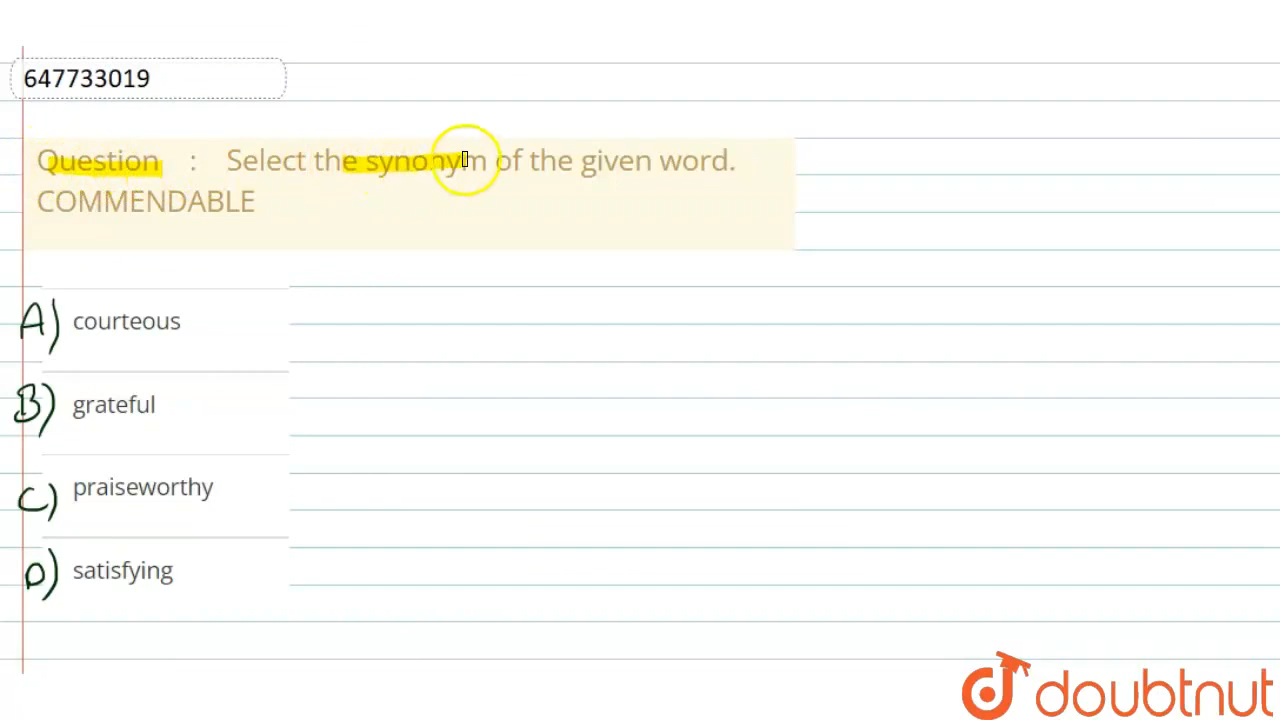 647733019
Question : Select the synonym of the given word.
COMMENDABLE
A) courteous
B) grateful
C) praiseworthy
D) satisfying
doubtnut